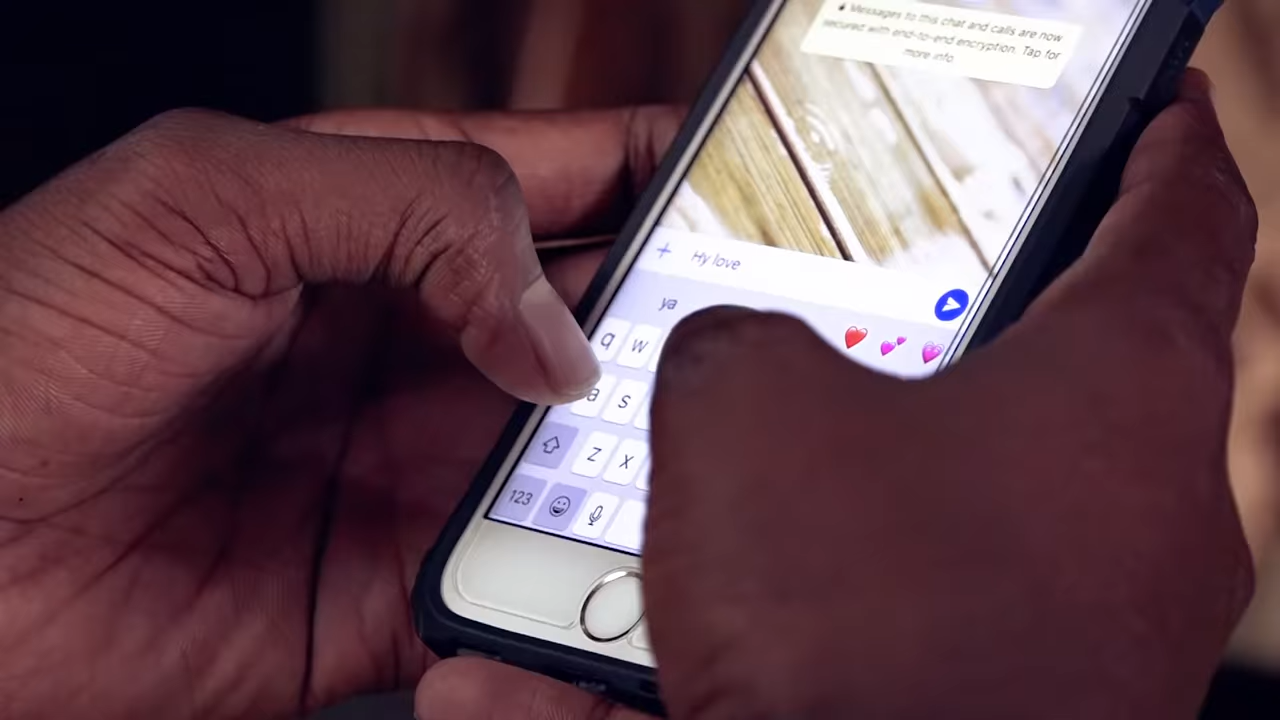 Messages to this chat and calls are now
secured with end-to-end encryption. Tap for
more info
Hy love
ya
q w
a s
z x
123